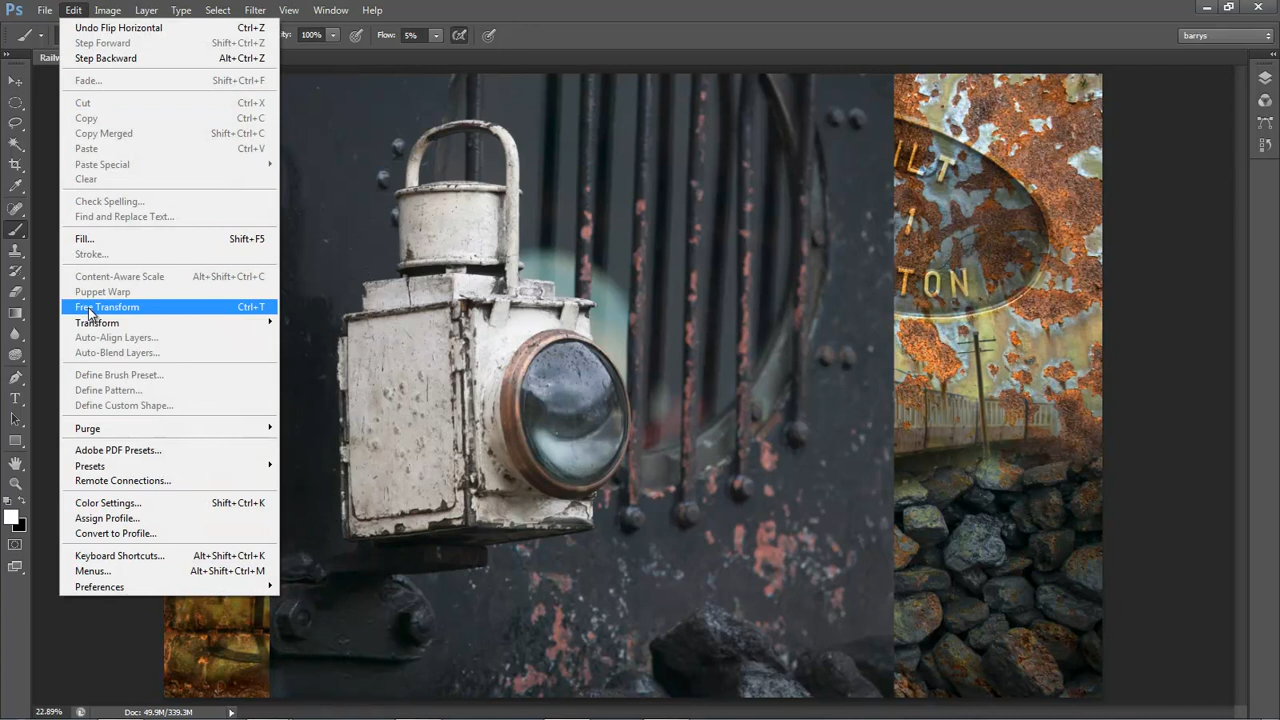 Ps File Edit Image Layer Type Select Filter View Window Help
100% Flow: 5% barrys
Undo Flip Horizontal Ctrl+Z
Step Forward Shift+Ctrl+Z
Step Backward Alt+Ctrl+Z
Fade... Shift+Ctrl+F
Cut Ctrl+X
Copy Ctrl+C
Copy Merged Shift+Ctrl+C
Paste Ctrl+V
Paste Special
Clear
Check Spelling...
Find and Replace Text...
Fill... Shift+F5
Stroke...
Content-Aware Scale Alt+Shift+Ctrl+C
Puppet Warp
Free Transform Ctrl+T
Transform
Auto-Align Layers...
Auto-Blend Layers...
Define Brush Preset...
Define Pattern...
Define Custom Shape...
Purge
Adobe PDF Presets...
Presets
Remote Connections...
Color Settings... Shift+Ctrl+K
Assign Profile...
Convert to Profile...
Keyboard Shortcuts... Alt+Shift+Ctrl+K
Menus... Alt+Shift+Ctrl+M
Preferences
ILT
1
TON
22.89% Doc: 49.9M/339.3M